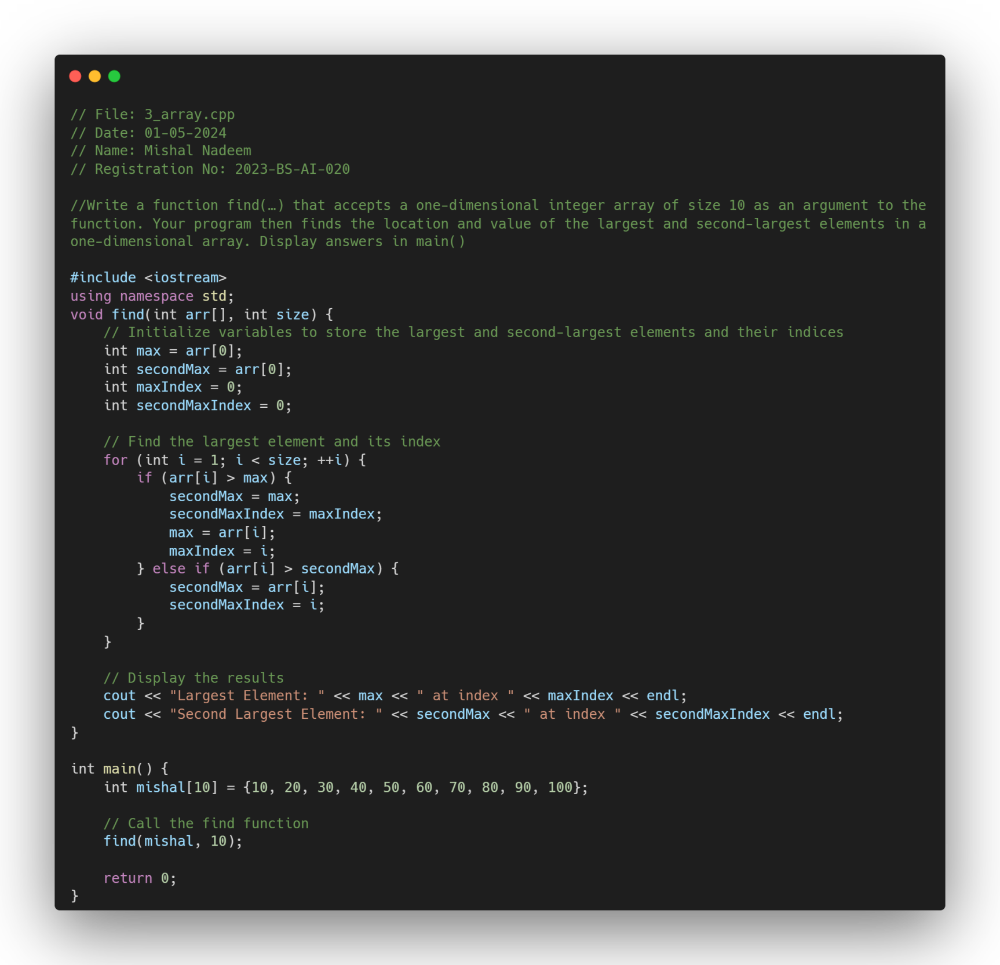 // File: 3_array.cpp
// Date: 01-05-2024
// Name: Mishal Nadeem
// Registration No: 2023-BS-AI-020

//Write a function find(…) that accepts a one-dimensional integer array of size 10 as an argument to the
function. Your program then finds the location and value of the largest and second-largest elements in a
one-dimensional array. Display answers in main()

#include <iostream>
using namespace std;
void find(int arr[], int size) {
    // Initialize variables to store the largest and second-largest elements and their indices
    int max = arr[0];
    int secondMax = arr[0];
    int maxIndex = 0;
    int secondMaxIndex = 0;

    // Find the largest element and its index
    for (int i = 1; i < size; ++i) {
        if (arr[i] > max) {
            secondMax = max;
            secondMaxIndex = maxIndex;
            max = arr[i];
            maxIndex = i;
        } else if (arr[i] > secondMax) {
            secondMax = arr[i];
            secondMaxIndex = i;
        }
    }

    // Display the results
    cout << "Largest Element: " << max << " at index " << maxIndex << endl;
    cout << "Second Largest Element: " << secondMax << " at index " << secondMaxIndex << endl;
}

int main() {
    int mishal[10] = {10, 20, 30, 40, 50, 60, 70, 80, 90, 100};

    // Call the find function
    find(mishal, 10);

    return 0;
}